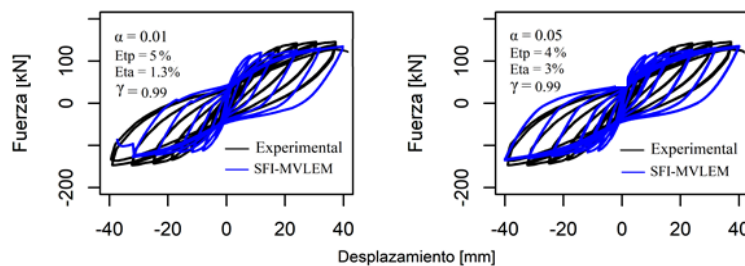 α = 0.01
Etp = 5%
Eta = 1.3%
γ = 0.99
Fuerza [kN]
100
0
-200
Experimental
SFI-MVLEM
-40 -20 0 20 40
α = 0.05
Etp = 4%
Eta = 3%
γ = 0.99
Fuerza [kN]
100
0
-200
Experimental
SFI-MVLEM
-40 -20 0 20 40
Desplazamiento [mm]